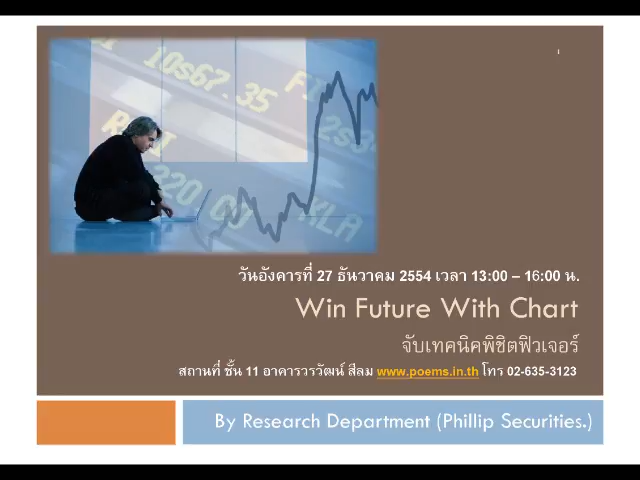 1
10s67.35
วันอังคารที่ 27 ธันวาคม 2554 เวลา 13:00 – 16:00 น.
Win Future With Chart
จับเทคนิคพิชิตฟิวเจอร์
สถานที่ ชั้น 11 อาคารวรวัฒน์ สีลม www.poems.in.th โทร 02-635-3123
By Research Department (Phillip Securities.)